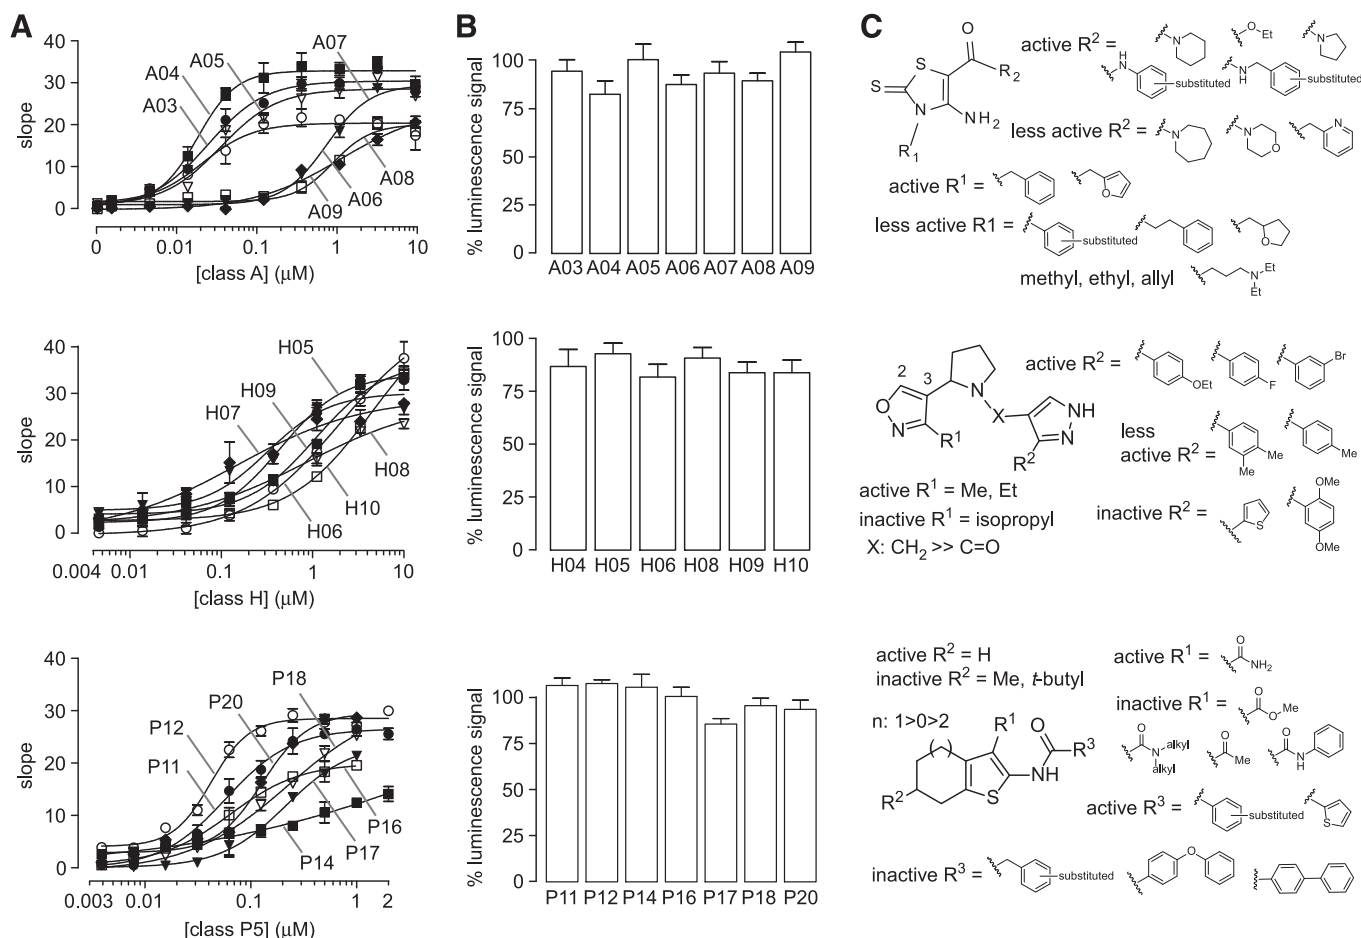 A
B
C
slope
40
30
20
10
0
A03
A04
A05
A07
A08
A06
A09
0
0.01
0.1
1
10
[class A] (μM)
% luminescence signal
100
75
50
25
0
A03 A04 A05 A06 A07 A08 A09
active R² =
N
O Et
N
HN substituted
N H substituted
less active R² =
N
N O
N
active R¹ =
O
less active R1 =
substituted
O
methyl, ethyl, allyl
N Et
Et
O
S R₂
S
N NH₂
R₁
slope
40
30
20
10
0
H05
H09
H07
H08
H10
H06
0.004 0.01
0.1
1
10
[class H] (μM)
% luminescence signal
100
75
50
25
0
H04 H05 H06 H08 H09 H10
2
3
O
N
N
R¹
X
NH
N
R²
active R¹ = Me, Et
inactive R¹ = isopropyl
X: CH₂ >> C=O
active R² =
OEt
F
Br
less
active R² =
Me
Me
Me
inactive R² =
S
OMe
OMe
slope
40
30
20
10
0
P18
P20
P12
P11
P16
P17
P14
0.003 0.01
0.1
1 2
[class P5] (μM)
% luminescence signal
100
75
50
25
0
P11 P12 P14 P16 P17 P18 P20
active R² = H
inactive R² = Me, t-butyl
n: 1>0>2
R¹
O
R³
NH
S
R²
( )n
active R¹ =
O
NH₂
inactive R¹ =
O
O Me
O
N alkyl
alkyl
O
Me
O
N
H
active R³ =
substituted
S
inactive R³ =
substituted
O